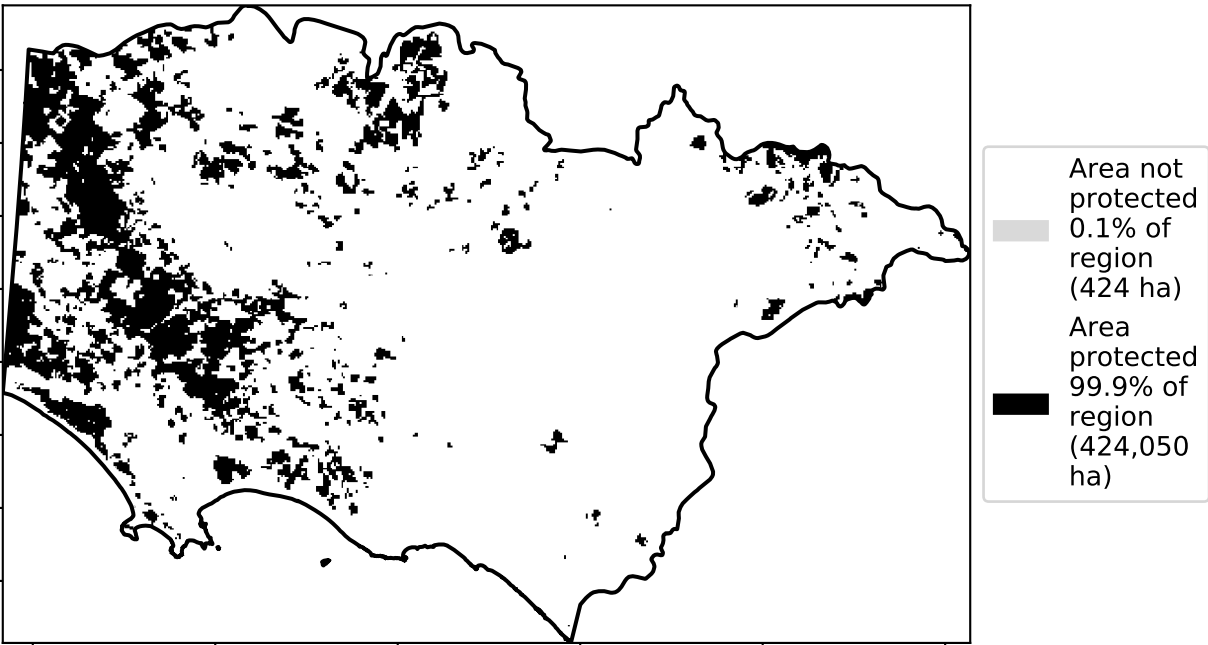 Area not
protected
0.1% of
region
(424 ha)
Area
protected
99.9% of
region
(424,050
ha)